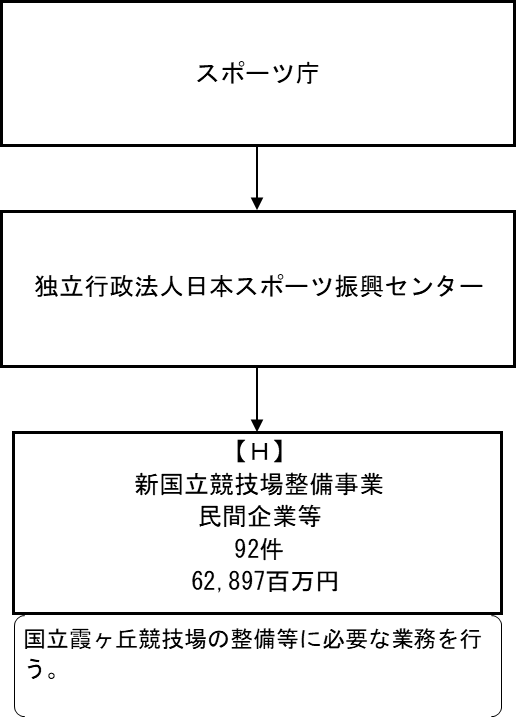 スポーツ庁
独立行政法人日本スポーツ振興センター
【Ｈ】
新国立競技場整備事業
民間企業等
92件
62,897百万円
国立霞ヶ丘競技場の整備等に必要な業務を行
う。